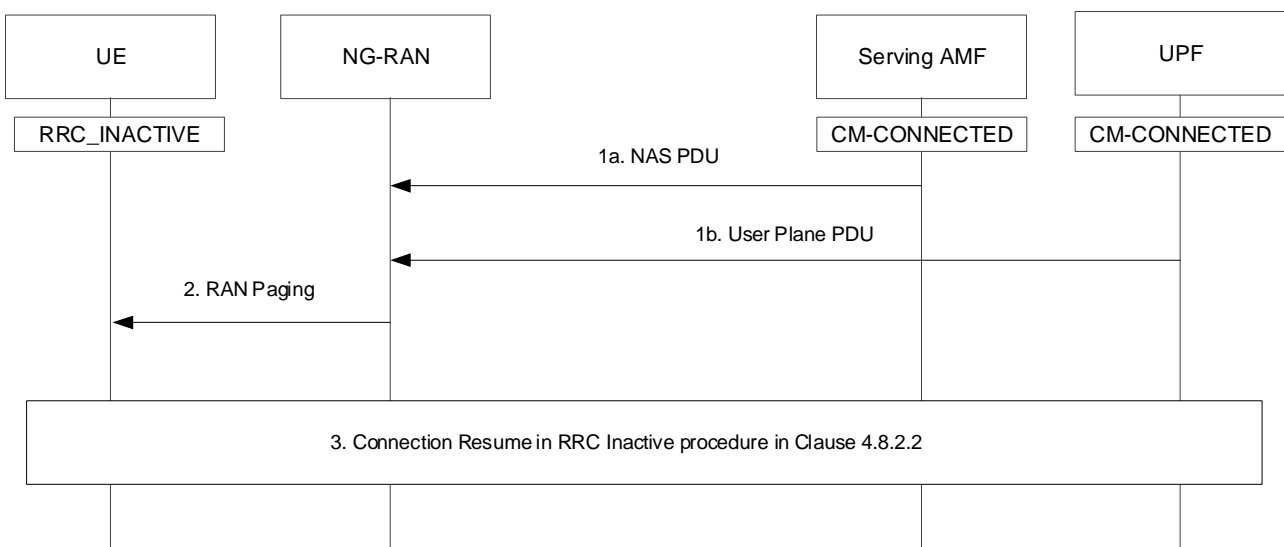 UE
NG-RAN
Serving AMF
UPF
RRC_INACTIVE
CM-CONNECTED
CM-CONNECTED
1a. NAS PDU
1b. User Plane PDU
2. RAN Paging
3. Connection Resume in RRC Inactive procedure in Clause 4.8.2.2